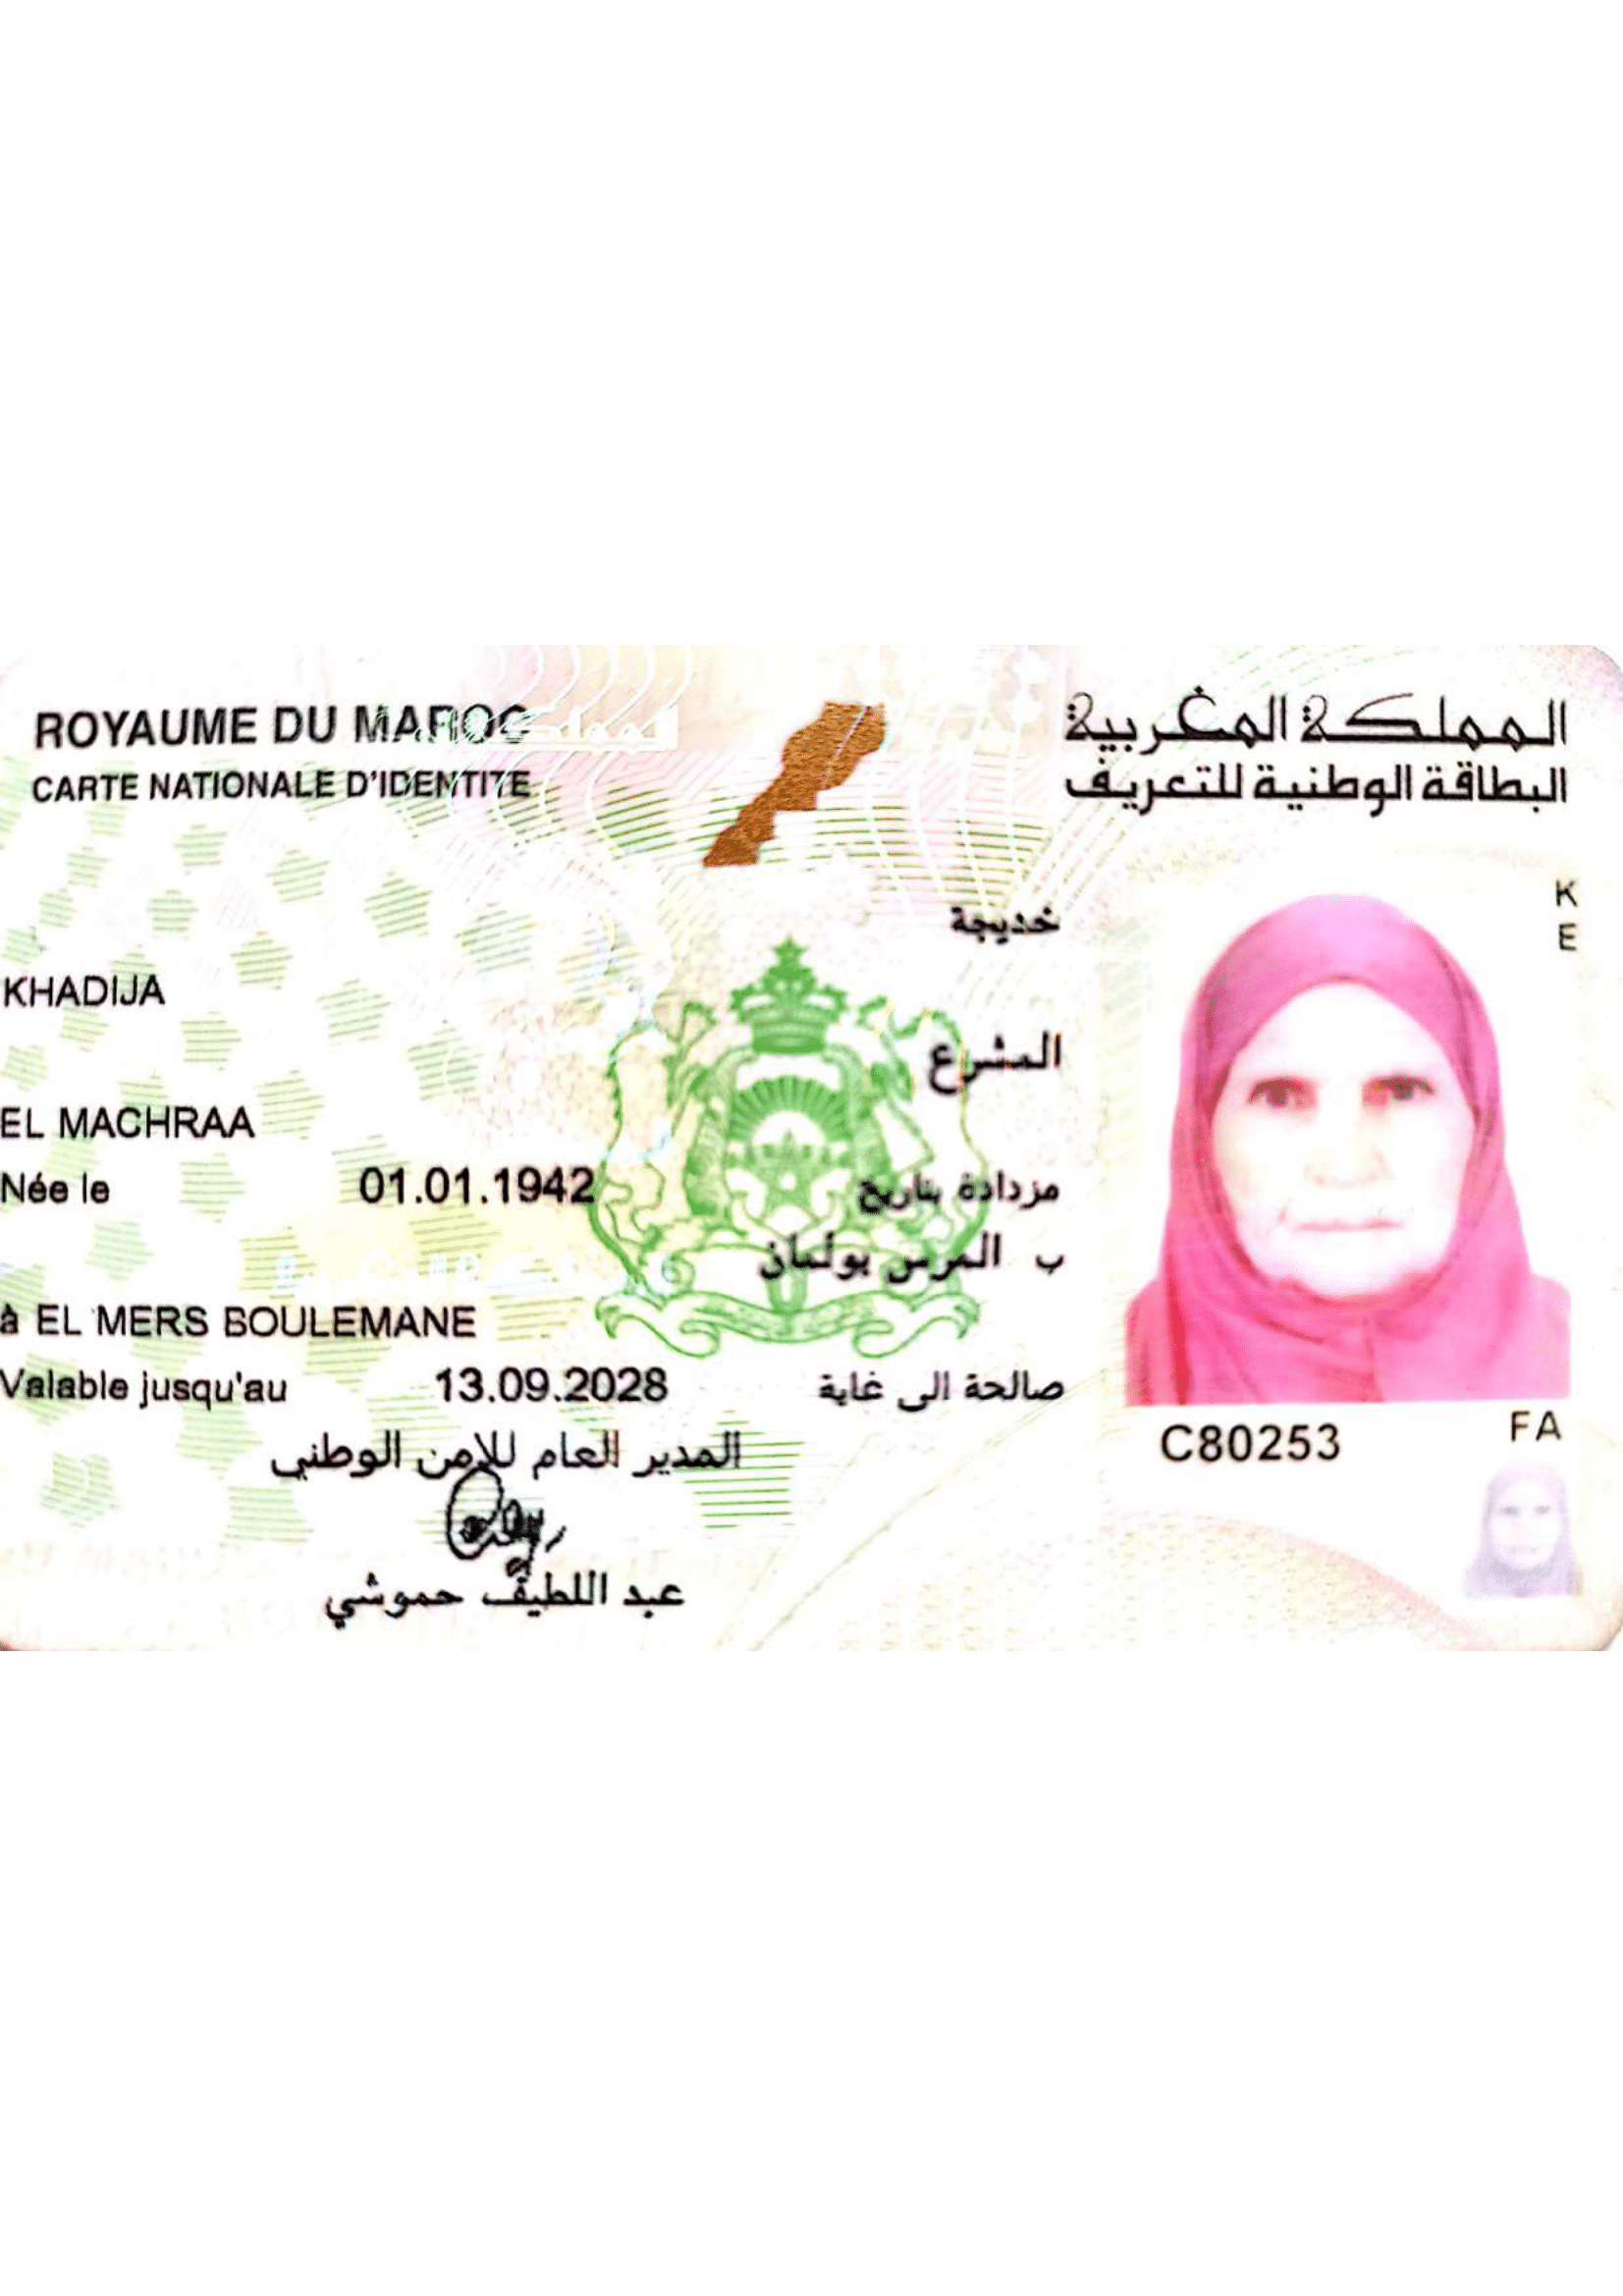 ROYAUME DU MAROC
المملكة المغربية
CARTE NATIONALE D'IDENTITE
البطاقة الوطنية للتعريف
K
E
خديجة
KHADIJA
المشرع
EL MACHRAA
Née le 01.01.1942 مزدادة بتاريخ
ب المرس بولمان
à EL MERS BOULEMANE
Valable jusqu'au 13.09.2028 صالحة الى غاية
C80253
FA
المدير العام للامن الوطني
عبد اللطيف حموشي